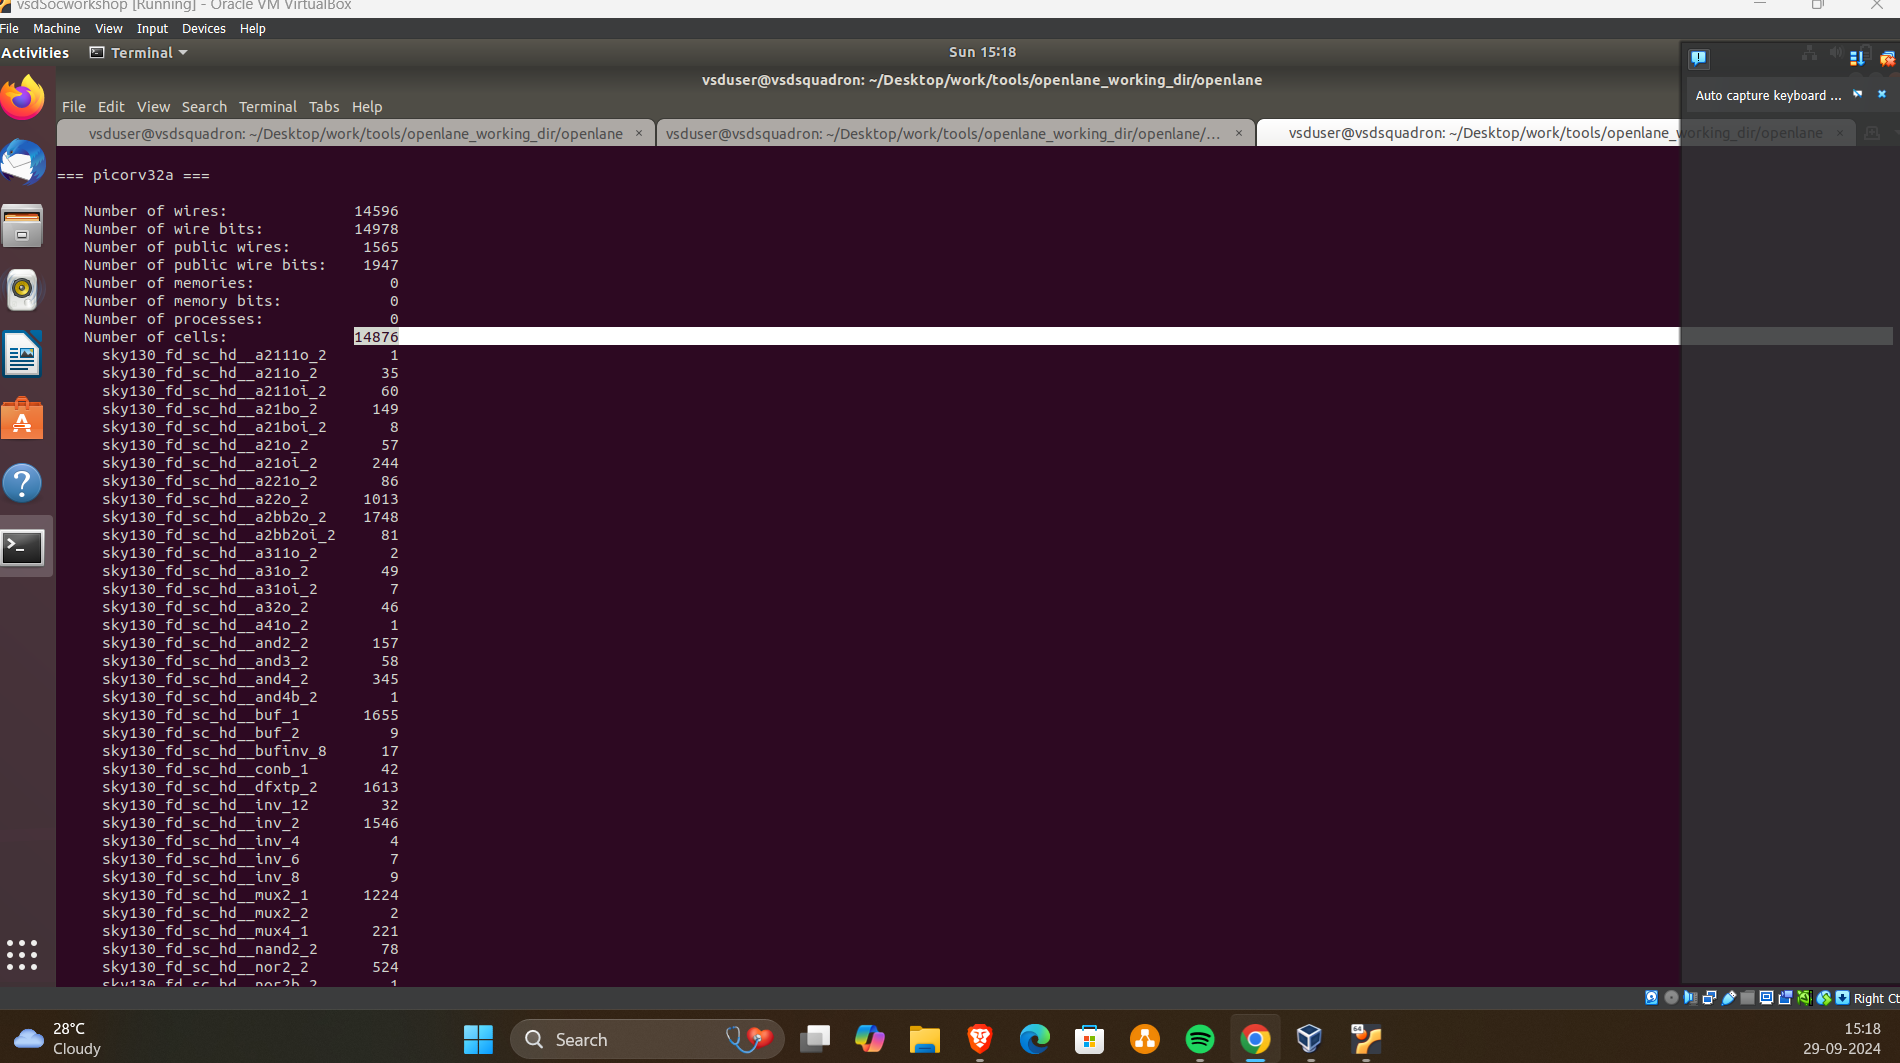 vsdSocworkshop [Running] - Oracle VM VirtualBox
File Machine View Input Devices Help
Activities Terminal Sun 15:18
vsduser@vsdsquadron: ~/Desktop/work/tools/openlane_working_dir/openlane
Auto capture keyboard ...
File Edit View Search Terminal Tabs Help
vsduser@vsdsquadron: ~/Desktop/work/tools/openlane_working_dir/openlane × vsduser@vsdsquadron: ~/Desktop/work/tools/openlane_working_dir/openlane/... × vsduser@vsdsquadron: ~/Desktop/work/tools/openlane_working_dir/openlane ×
=== picorv32a ===
Number of wires: 14596
Number of wire bits: 14978
Number of public wires: 1565
Number of public wire bits: 1947
Number of memories: 0
Number of memory bits: 0
Number of processes: 0
Number of cells: 14876
sky130_fd_sc_hd__a2111o_2 1
sky130_fd_sc_hd__a211o_2 35
sky130_fd_sc_hd__a211oi_2 60
sky130_fd_sc_hd__a21bo_2 149
sky130_fd_sc_hd__a21boi_2 8
sky130_fd_sc_hd__a21o_2 57
sky130_fd_sc_hd__a21oi_2 244
sky130_fd_sc_hd__a221o_2 86
sky130_fd_sc_hd__a22o_2 1013
sky130_fd_sc_hd__a2bb2o_2 1748
sky130_fd_sc_hd__a2bb2oi_2 81
sky130_fd_sc_hd__a311o_2 2
sky130_fd_sc_hd__a31o_2 49
sky130_fd_sc_hd__a31oi_2 7
sky130_fd_sc_hd__a32o_2 46
sky130_fd_sc_hd__a41o_2 1
sky130_fd_sc_hd__and2_2 157
sky130_fd_sc_hd__and3_2 58
sky130_fd_sc_hd__and4_2 345
sky130_fd_sc_hd__and4b_2 1
sky130_fd_sc_hd__buf_1 1655
sky130_fd_sc_hd__buf_2 9
sky130_fd_sc_hd__bufinv_8 17
sky130_fd_sc_hd__conb_1 42
sky130_fd_sc_hd__dfxtp_2 1613
sky130_fd_sc_hd__inv_12 32
sky130_fd_sc_hd__inv_2 1546
sky130_fd_sc_hd__inv_4 4
sky130_fd_sc_hd__inv_6 7
sky130_fd_sc_hd__inv_8 9
sky130_fd_sc_hd__mux2_1 1224
sky130_fd_sc_hd__mux2_2 2
sky130_fd_sc_hd__mux4_1 221
sky130_fd_sc_hd__nand2_2 78
sky130_fd_sc_hd__nor2_2 524
sky130_fd_sc_hd__nor2b_2 1
Right Ct
28°C
Cloudy
Search
64
15:18
29-09-2024